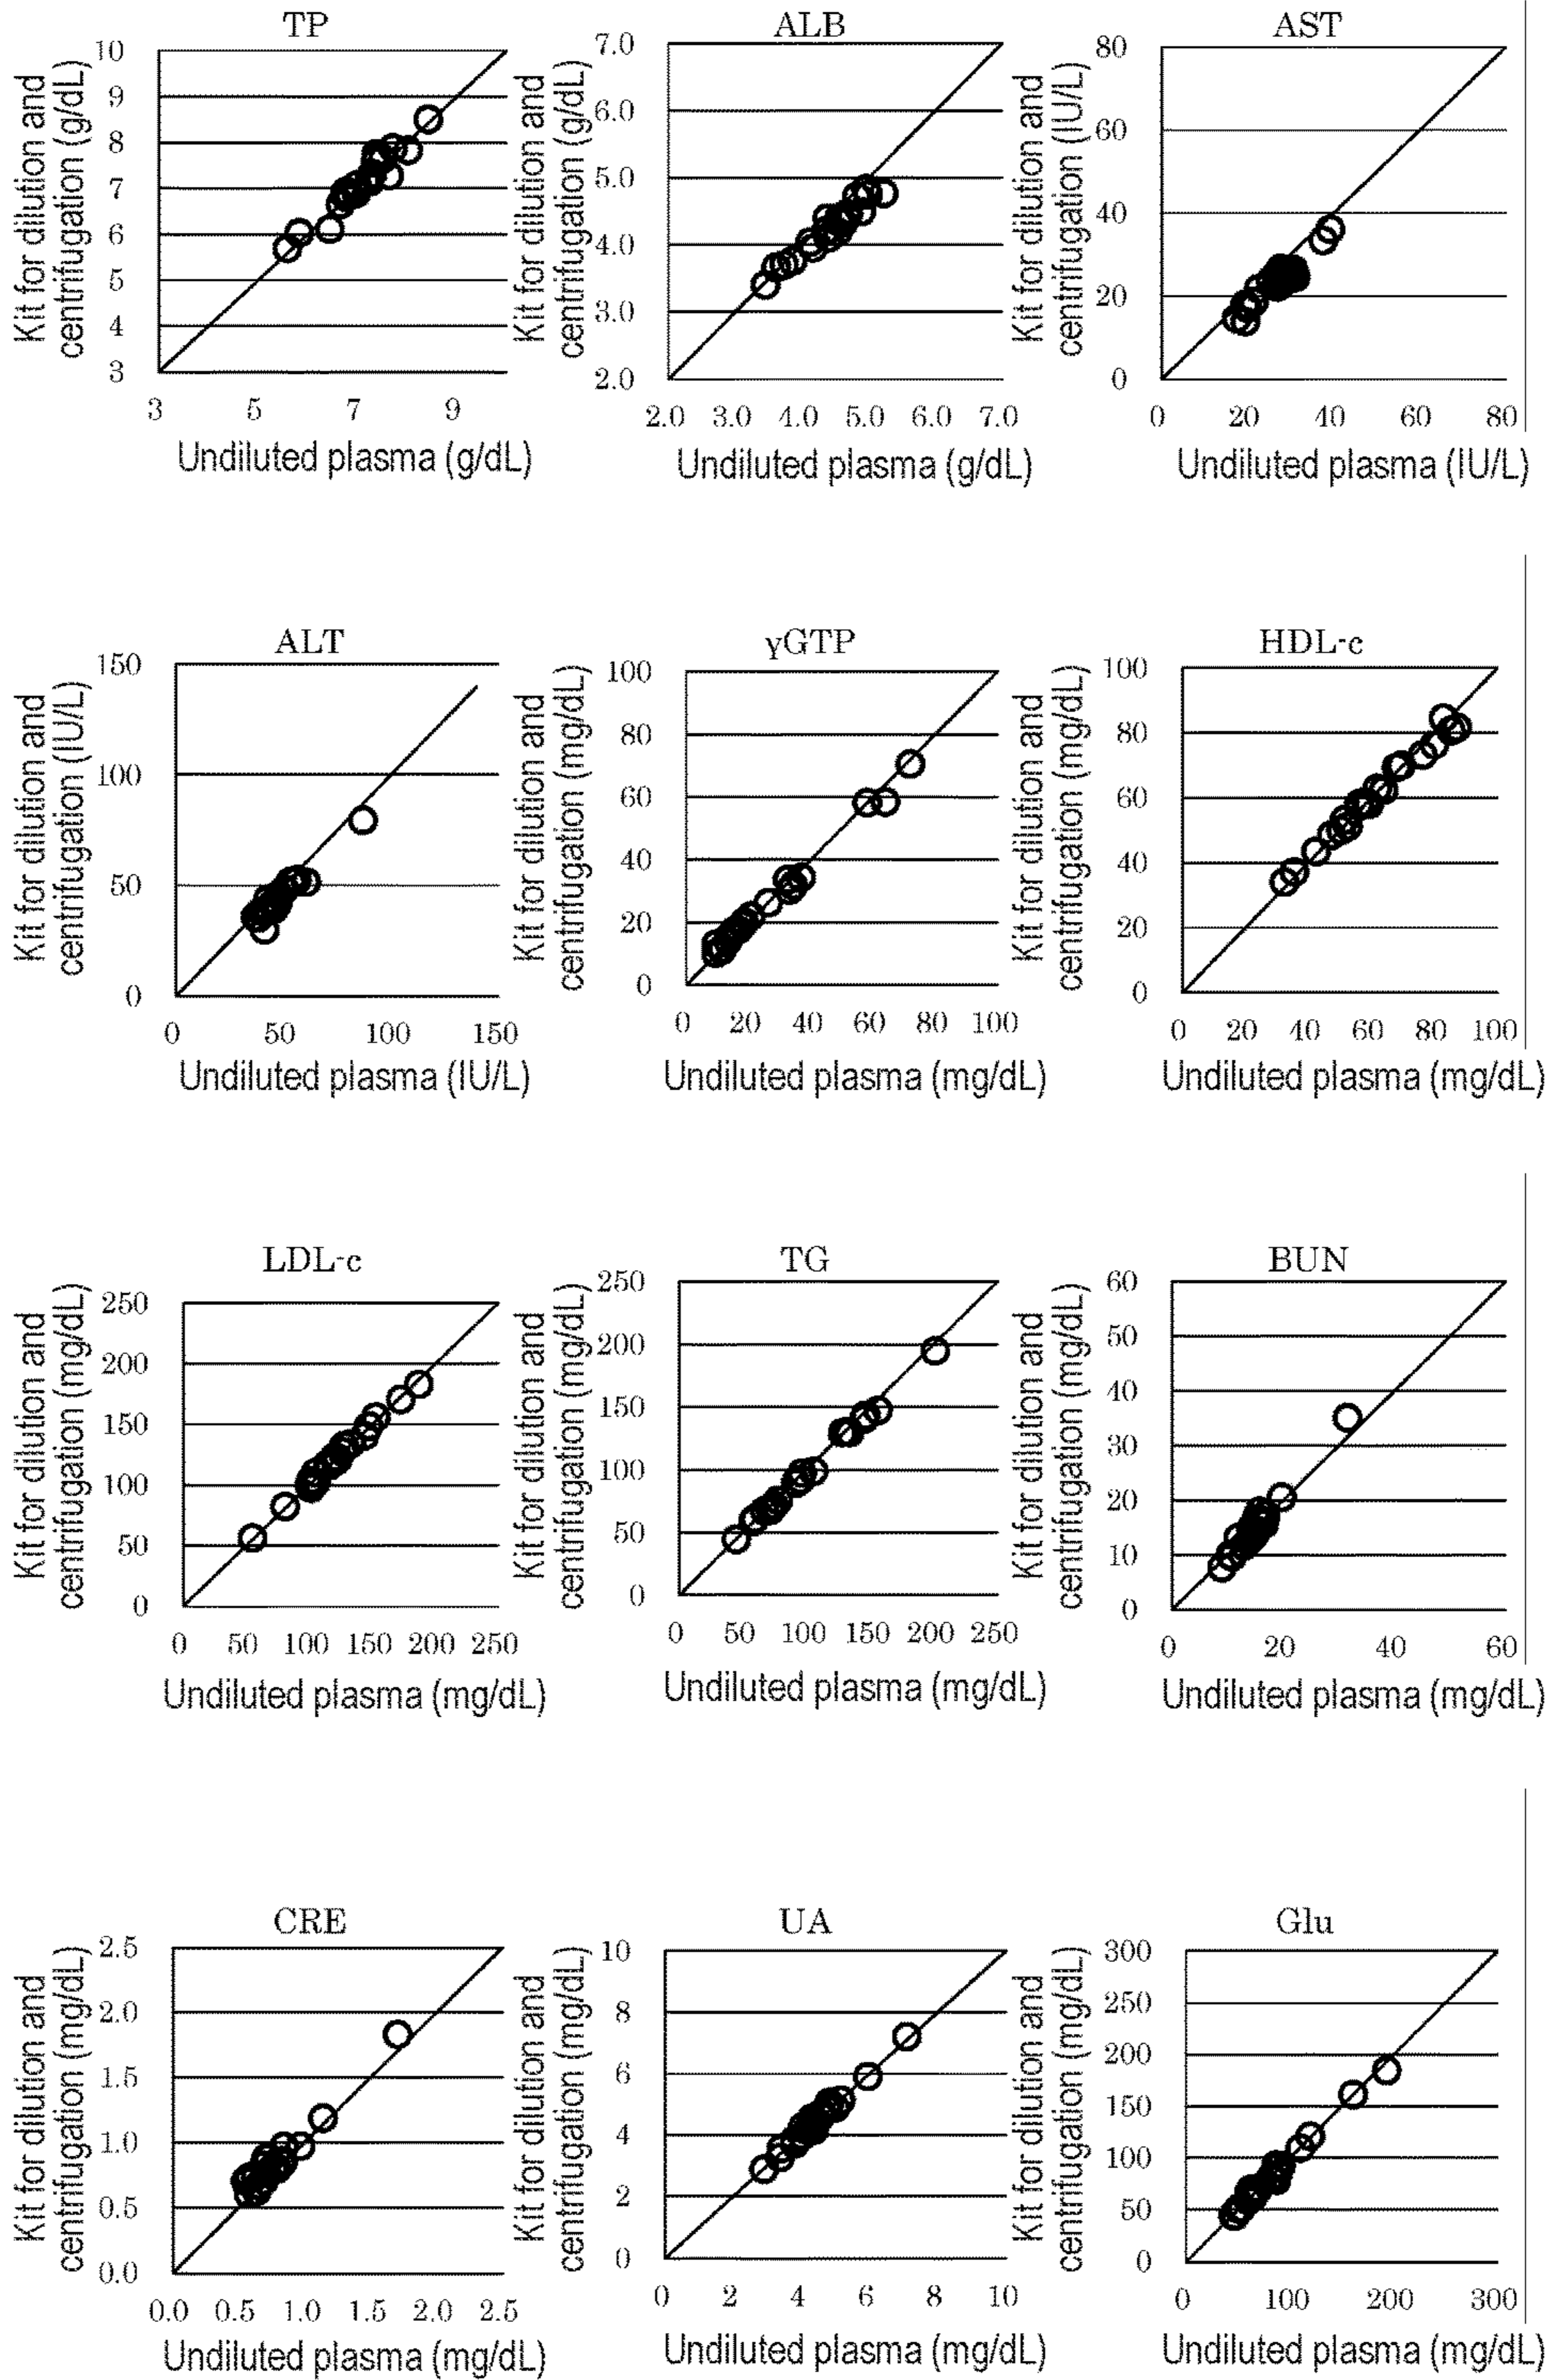 TP
Kit for dilution and
centrifugation (g/dL)
10
9
8
7
6
5
4
3
3 5 7 9
Undiluted plasma (g/dL)
ALB
Kit for dilution and
centrifugation (g/dL)
7.0
6.0
5.0
4.0
3.0
2.0
2.0 3.0 4.0 5.0 6.0 7.0
Undiluted plasma (g/dL)
AST
Kit for dilution and
centrifugation (IU/L)
80
60
40
20
0
0 20 40 60 80
Undiluted plasma (IU/L)
ALT
Kit for dilution and
centrifugation (IU/L)
150
100
50
0
0 50 100 150
Undiluted plasma (IU/L)
γGTP
Kit for dilution and
centrifugation (mg/dL)
100
80
60
40
20
0
0 20 40 60 80 100
Undiluted plasma (mg/dL)
HDL-c
Kit for dilution and
centrifugation (mg/dL)
100
80
60
40
20
0
0 20 40 60 80 100
Undiluted plasma (mg/dL)
LDL-c
Kit for dilution and
centrifugation (mg/dL)
250
200
150
100
50
0
0 50 100 150 200 250
Undiluted plasma (mg/dL)
TG
Kit for dilution and
centrifugation (mg/dL)
250
200
150
100
50
0
0 50 100 150 200 250
Undiluted plasma (mg/dL)
BUN
Kit for dilution and
centrifugation (mg/dL)
60
50
40
30
20
10
0
0 20 40 60
Undiluted plasma (mg/dL)
CRE
Kit for dilution and
centrifugation (mg/dL)
2.5
2.0
1.5
1.0
0.5
0.0
0.0 0.5 1.0 1.5 2.0 2.5
Undiluted plasma (mg/dL)
UA
Kit for dilution and
centrifugation (mg/dL)
10
8
6
4
2
0
0 2 4 6 8 10
Undiluted plasma (mg/dL)
Glu
Kit for dilution and
centrifugation (mg/dL)
300
250
200
150
100
50
0
0 100 200 300
Undiluted plasma (mg/dL)